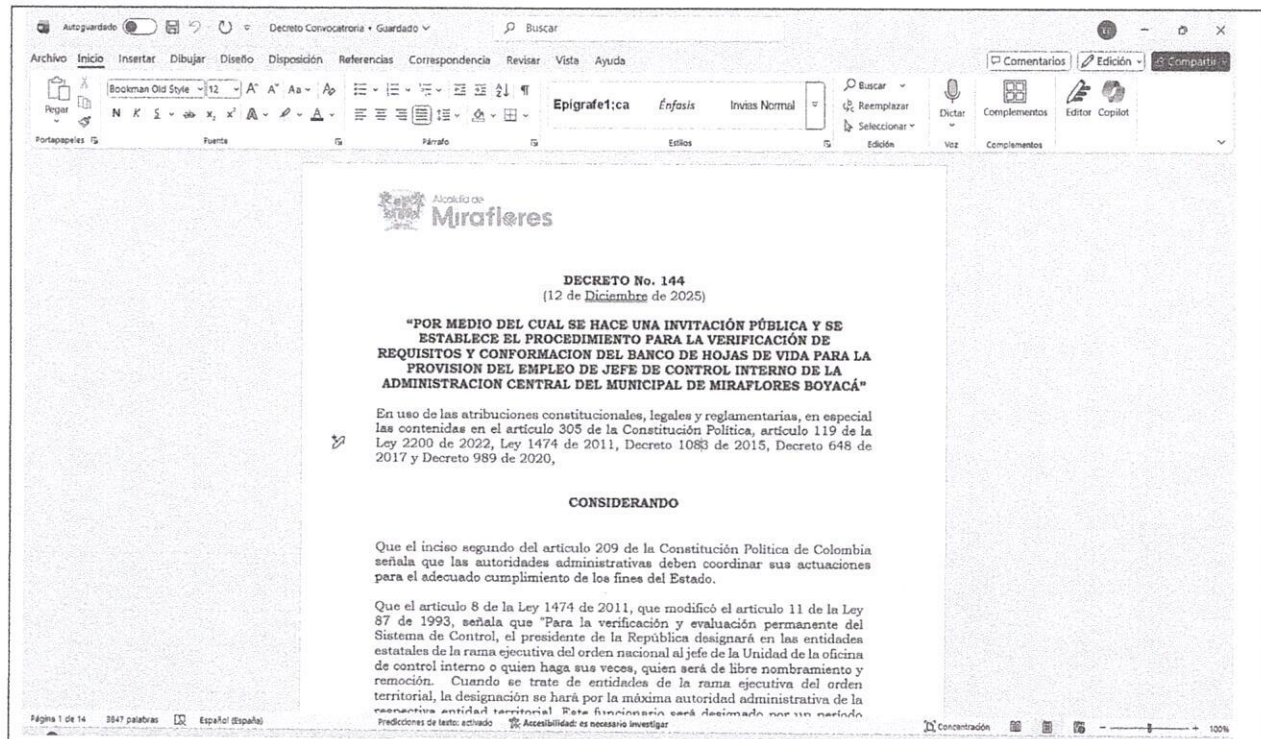 Autoguardado
Decreto Convocatroria • Guardado
Buscar
Archivo Inicio Insertar Dibujar Diseño Disposición Referencias Correspondencia Revisar Vista Ayuda
Comentarios Edición Compartir
Pegar
Portapapeles
Bookman Old Style 12
N K S ab x₂ x²
Fuente
Párrafo
Epigrafe1;ca Énfasis Invias Normal
Estilos
Buscar
Reemplazar
Seleccionar
Edición
Dictar
Voz
Complementos
Complementos
Editor Copilot
Alcaldía de
Miraflores
DECRETO No. 144
(12 de Diciembre de 2025)
“POR MEDIO DEL CUAL SE HACE UNA INVITACIÓN PÚBLICA Y SE
ESTABLECE EL PROCEDIMIENTO PARA LA VERIFICACIÓN DE
REQUISITOS Y CONFORMACION DEL BANCO DE HOJAS DE VIDA PARA LA
PROVISION DEL EMPLEO DE JEFE DE CONTROL INTERNO DE LA
ADMINISTRACION CENTRAL DEL MUNICIPAL DE MIRAFLORES BOYACÁ”
En uso de las atribuciones constitucionales, legales y reglamentarias, en especial
las contenidas en el artículo 305 de la Constitución Política, artículo 119 de la
Ley 2200 de 2022, Ley 1474 de 2011, Decreto 1083 de 2015, Decreto 648 de
2017 y Decreto 989 de 2020,
CONSIDERANDO
Que el inciso segundo del artículo 209 de la Constitución Política de Colombia
señala que las autoridades administrativas deben coordinar sus actuaciones
para el adecuado cumplimiento de los fines del Estado.
Que el artículo 8 de la Ley 1474 de 2011, que modificó el artículo 11 de la Ley
87 de 1993, señala que "Para la verificación y evaluación permanente del
Sistema de Control, el presidente de la República designará en las entidades
estatales de la rama ejecutiva del orden nacional al jefe de la Unidad de la oficina
de control interno o quien haga sus veces, quien será de libre nombramiento y
remoción. Cuando se trate de entidades de la rama ejecutiva del orden
territorial, la designación se hará por la máxima autoridad administrativa de la
respectiva entidad territorial. Este funcionario será designado por un período
Página 1 de 14 3847 palabras Español (España) Predicciones de texto: activado Accesibilidad: es necesario investigar Concentración 100%